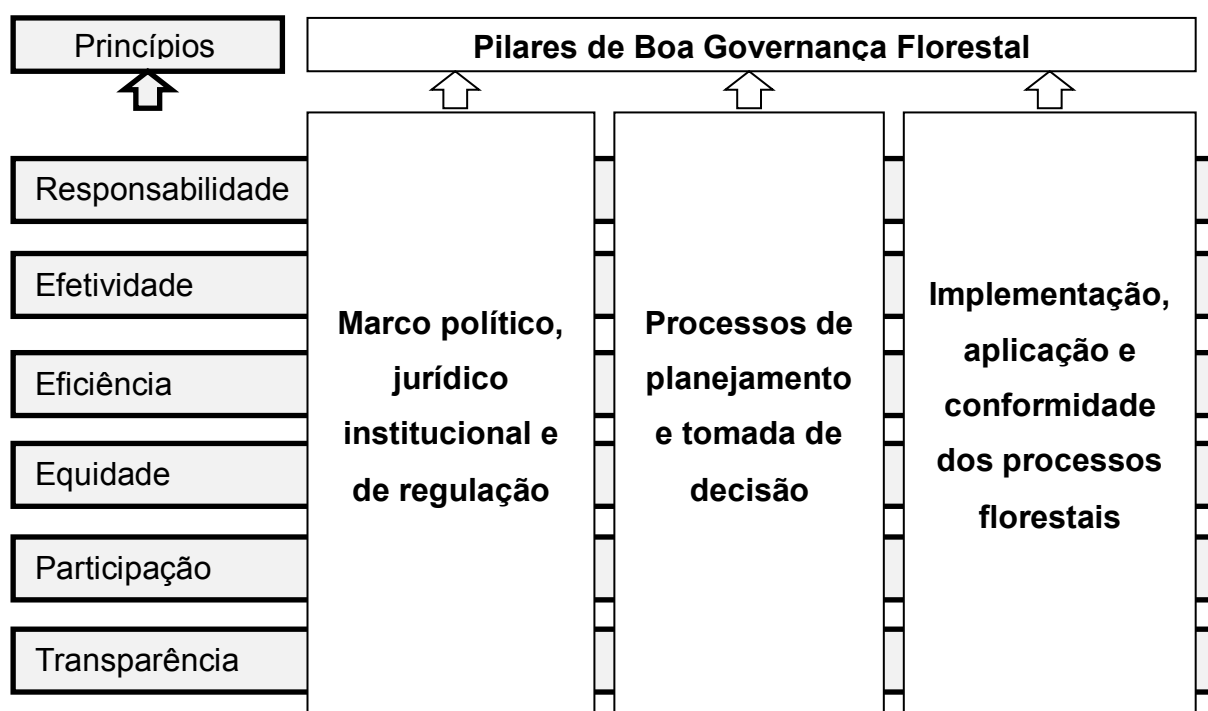 Princípios
Pilares de Boa Governança Florestal
Responsabilidade
Efetividade
Eficiência
Equidade
Participação
Transparência
Marco político,
jurídico
institucional e
de regulação
Processos de
planejamento
e tomada de
decisão
Implementação,
aplicação e
conformidade
dos processos
florestais